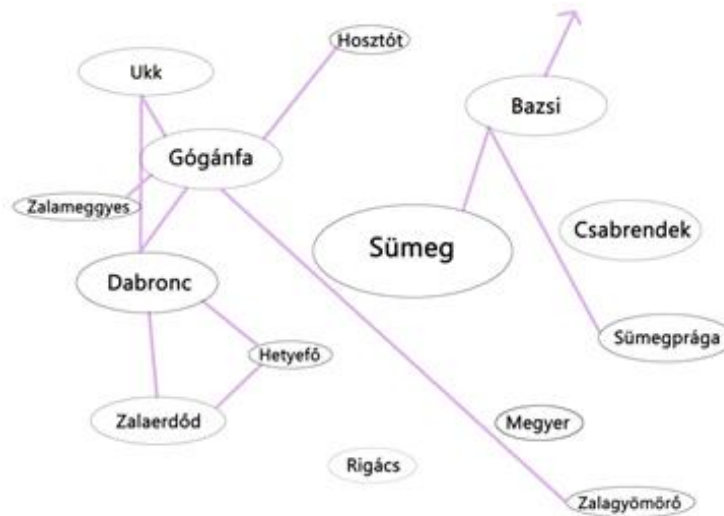 Hosztót
Ukk
Bazsi
Gógánfa
Zalameggyes
Csabrendek
Sümeg
Dabronc
Sümegprága
Hetyefő
Zalaerdőd
Megyer
Rigács
Zalagyömörő